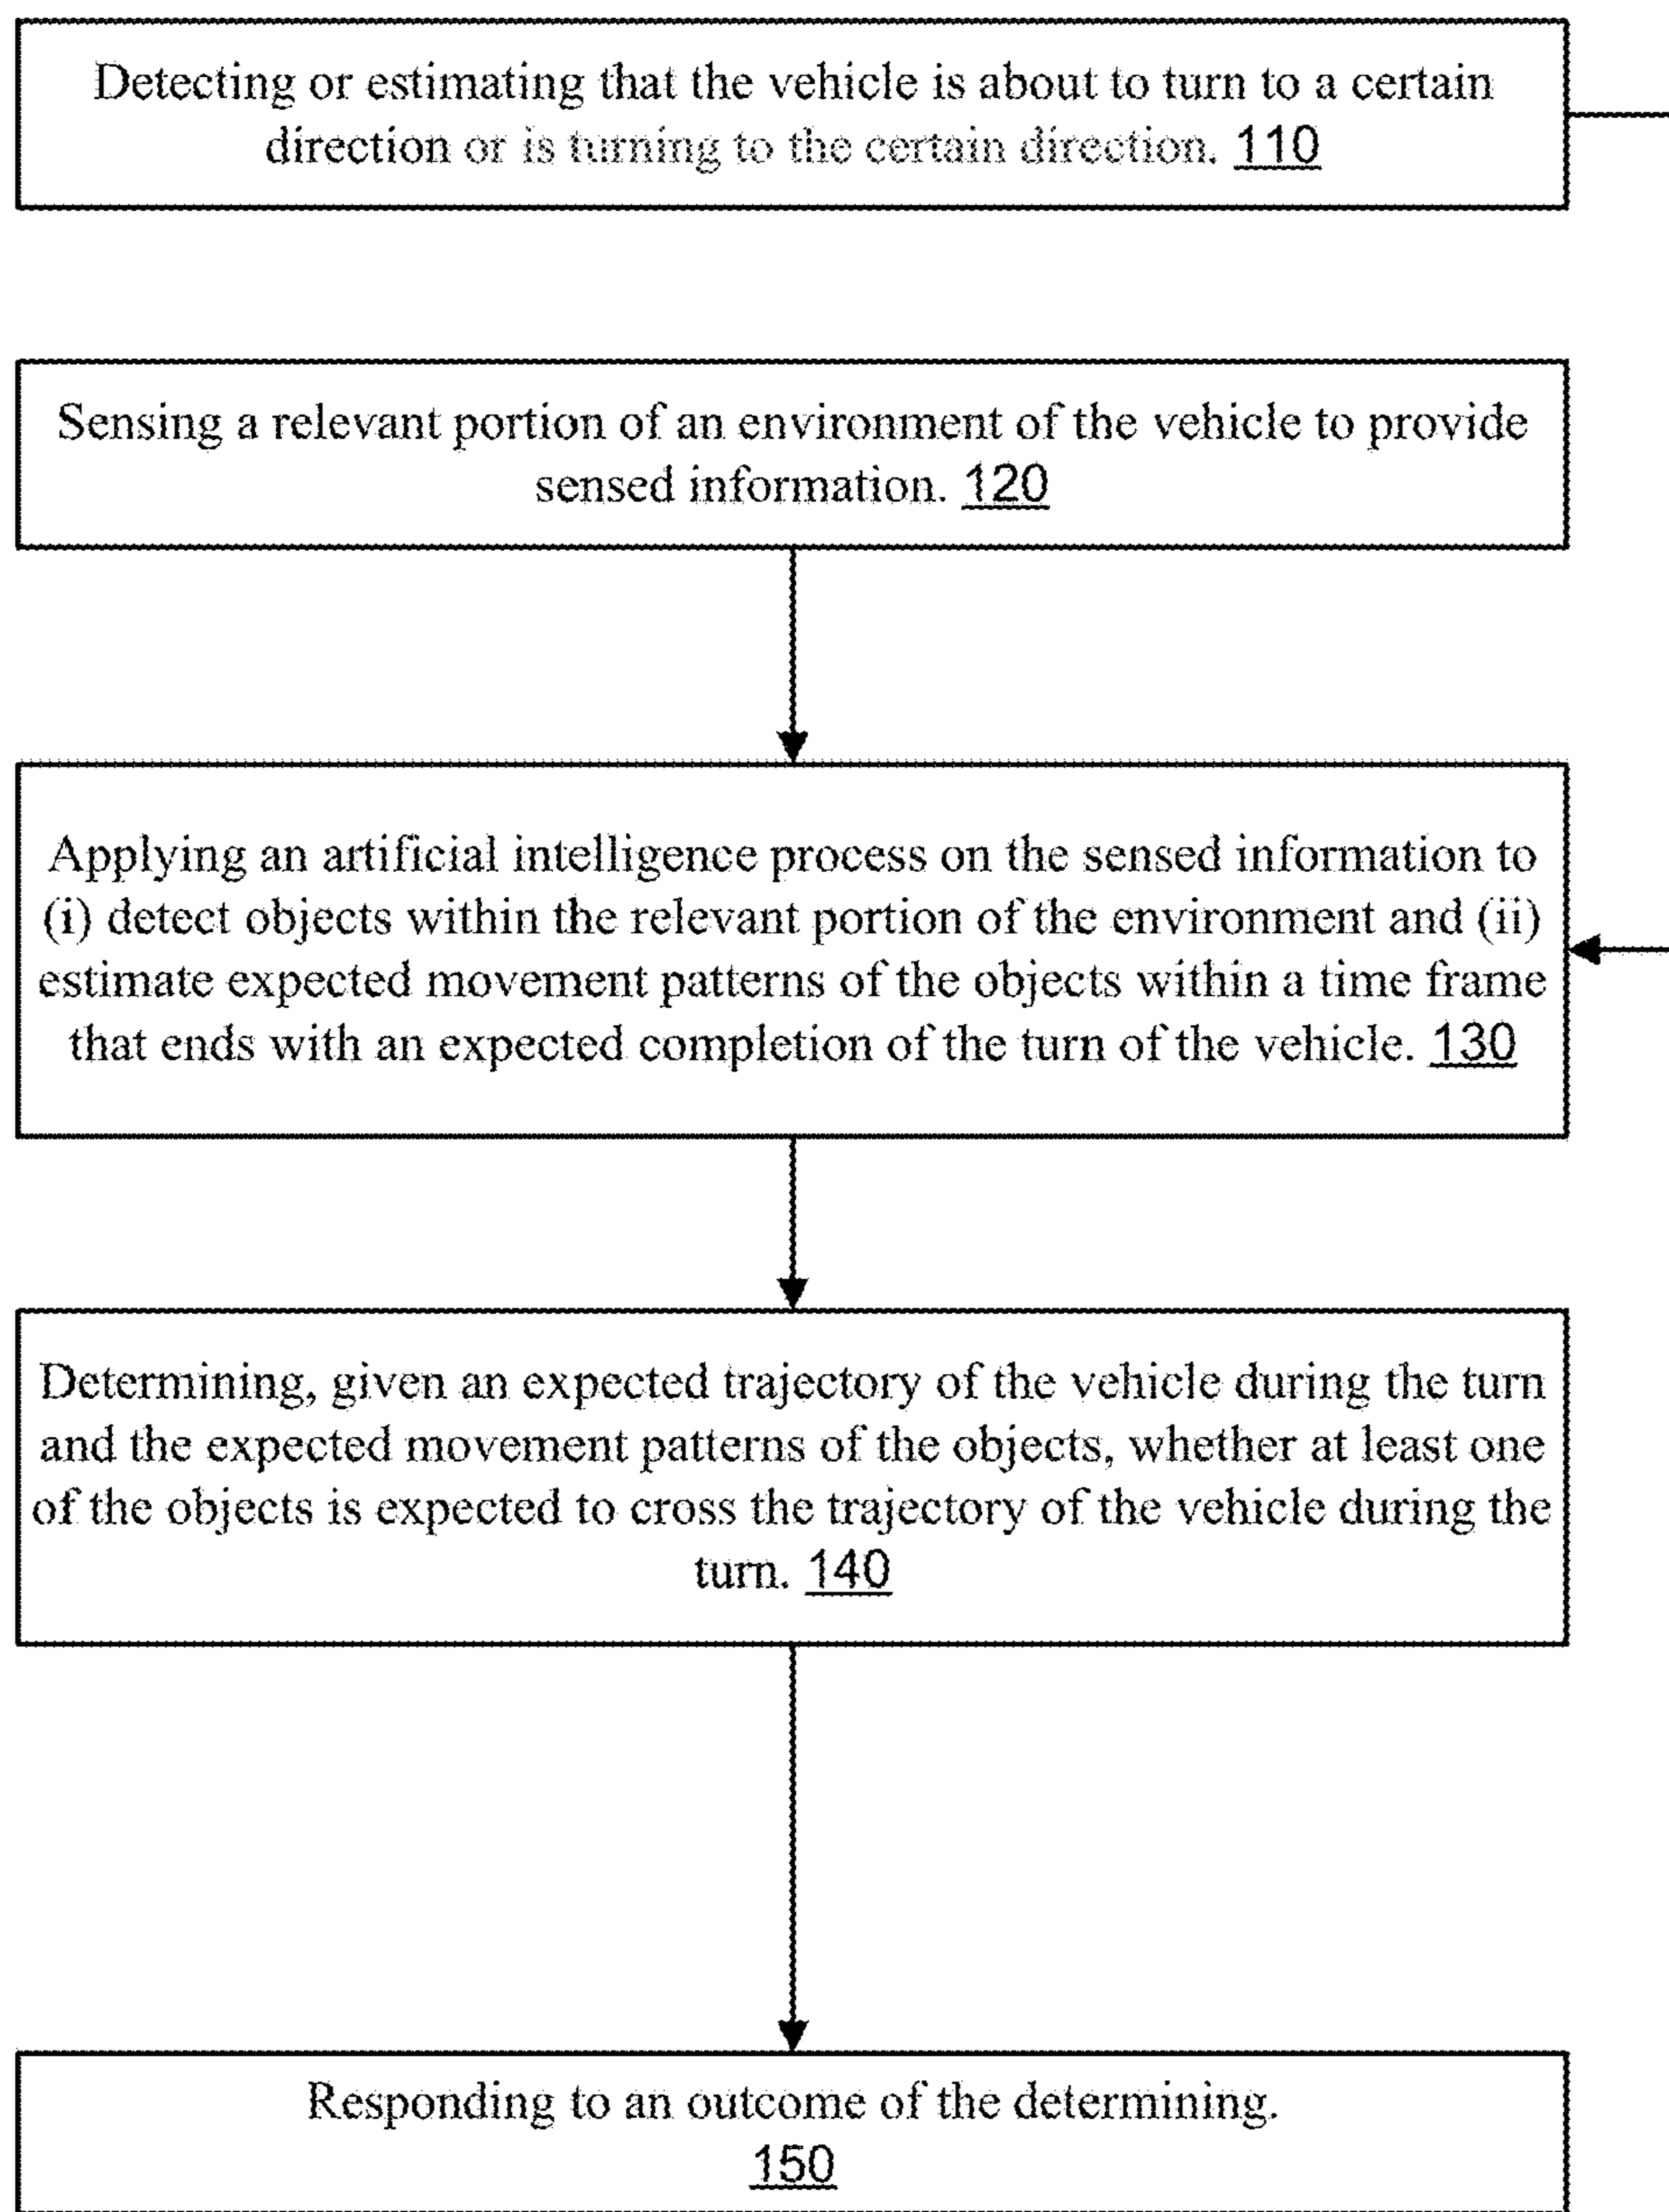 Detecting or estimating that the vehicle is about to turn to a certain
direction or is turning to the certain direction. 110
Sensing a relevant portion of an environment of the vehicle to provide
sensed information. 120
Applying an artificial intelligence process on the sensed information to
(i) detect objects within the relevant portion of the environment and (ii)
estimate expected movement patterns of the objects within a time frame
that ends with an expected completion of the turn of the vehicle. 130
Determining, given an expected trajectory of the vehicle during the turn
and the expected movement patterns of the objects, whether at least one
of the objects is expected to cross the trajectory of the vehicle during the
turn. 140
Responding to an outcome of the determining.
150